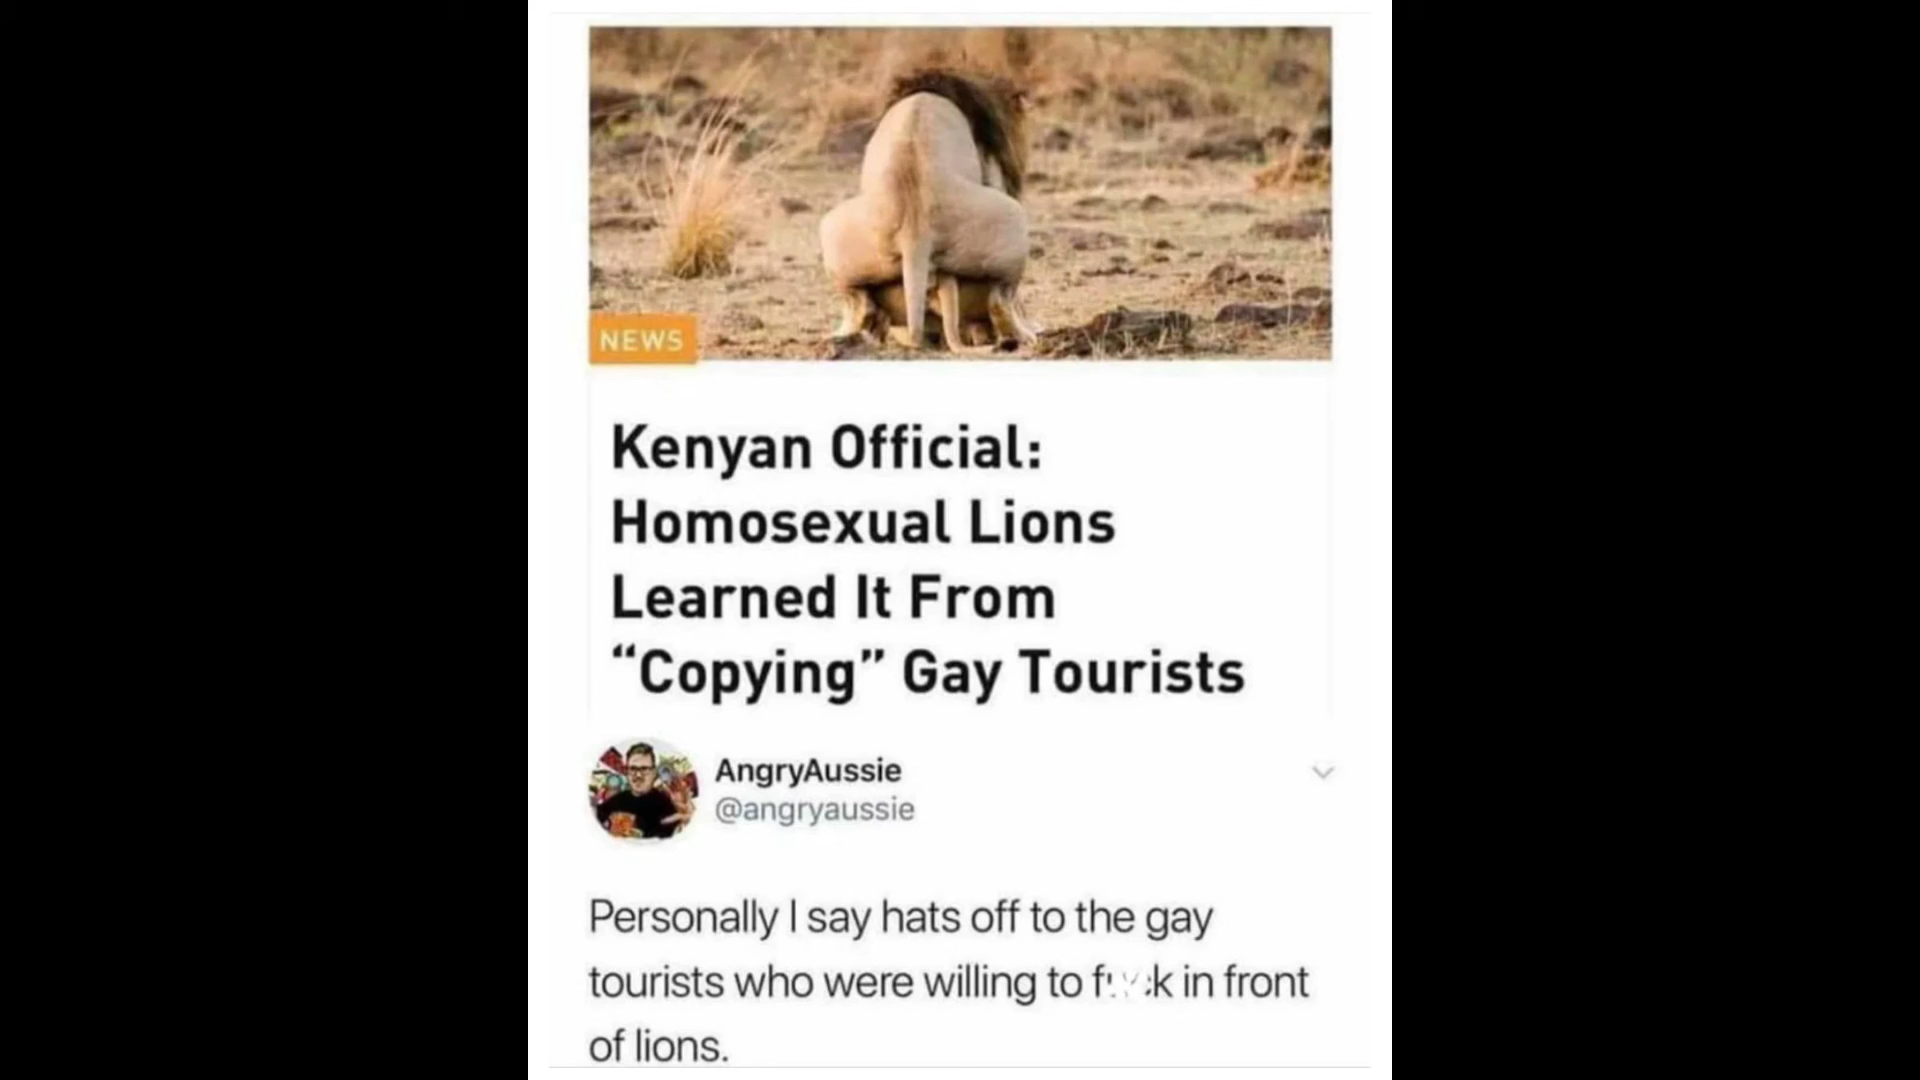 NEWS
Kenyan Official:
Homosexual Lions
Learned It From
“Copying” Gay Tourists
AngryAussie
@angryaussie
Personally I say hats off to the gay
tourists who were willing to in front
of lions.